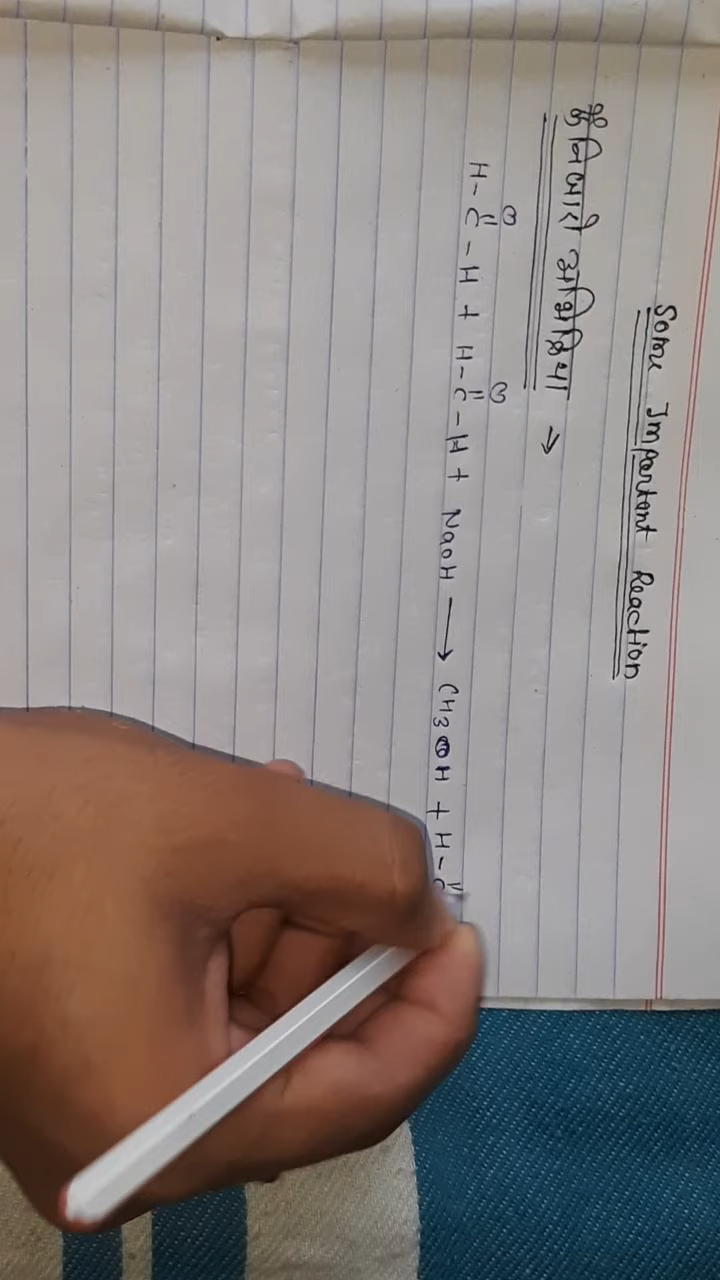 Some Important Reaction
कैनिजारो अभिक्रिया →
O O
H-C-H + H-C-H + NaOH → CH3OH + H-C